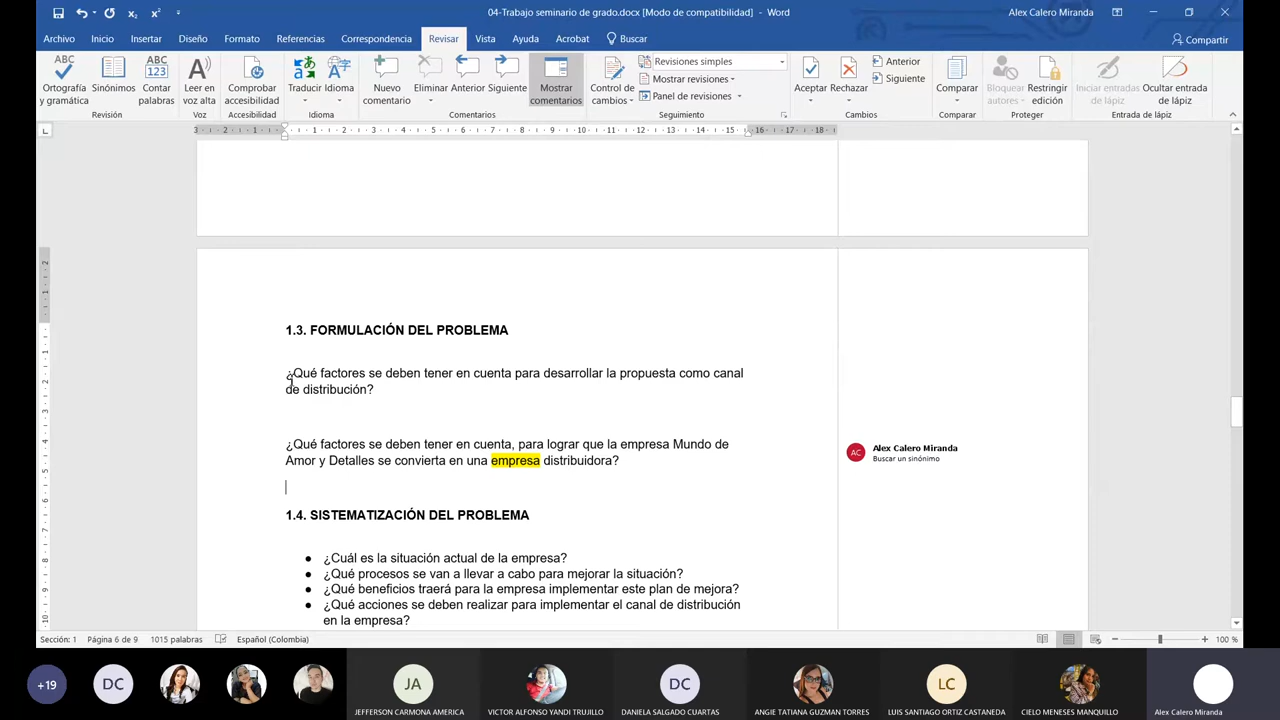 04-Trabajo seminario de grado.docx [Modo de compatibilidad] - Word
Alex Calero Miranda
Archivo Inicio Insertar Diseño Formato Referencias Correspondencia Revisar Vista Ayuda Acrobat Buscar
Compartir
Ortografía y gramática
Sinónimos
Contar palabras
Revisión
Leer en voz alta
Voz
Comprobar accesibilidad
Accesibilidad
Traducir
Idioma
Idioma
Nuevo comentario
Eliminar
Anterior
Siguiente
Mostrar comentarios
Comentarios
Control de cambios
Revisiones simples
Mostrar revisiones
Panel de revisiones
Seguimiento
Aceptar
Rechazar
Anterior
Siguiente
Cambios
Comparar
Comparar
Bloquear autores
Restringir edición
Proteger
Iniciar entradas de lápiz
Ocultar entrada de lápiz
Entrada de lápiz
1.3. FORMULACIÓN DEL PROBLEMA
¿Qué factores se deben tener en cuenta para desarrollar la propuesta como canal
de distribución?
¿Qué factores se deben tener en cuenta, para lograr que la empresa Mundo de
Amor y Detalles se convierta en una empresa distribuidora?
AC
Alex Calero Miranda
Buscar un sinónimo
1.4. SISTEMATIZACIÓN DEL PROBLEMA
● ¿Cuál es la situación actual de la empresa?
● ¿Qué procesos se van a llevar a cabo para mejorar la situación?
● ¿Qué beneficios traerá para la empresa implementar este plan de mejora?
● ¿Qué acciones se deben realizar para implementar el canal de distribución
en la empresa?
Sección: 1 Página 6 de 9 1015 palabras Español (Colombia)
100 %
+19
DC
JA
JEFFERSON CARMONA AMERICA
VICTOR ALFONSO YANDI TRUJILLO
DC
DANIELA SALGADO CUARTAS
ANGIE TATIANA GUZMAN TORRES
LC
LUIS SANTIAGO ORTIZ CASTANEDA
CIELO MENESES MANQUILLO
Alex Calero Miranda